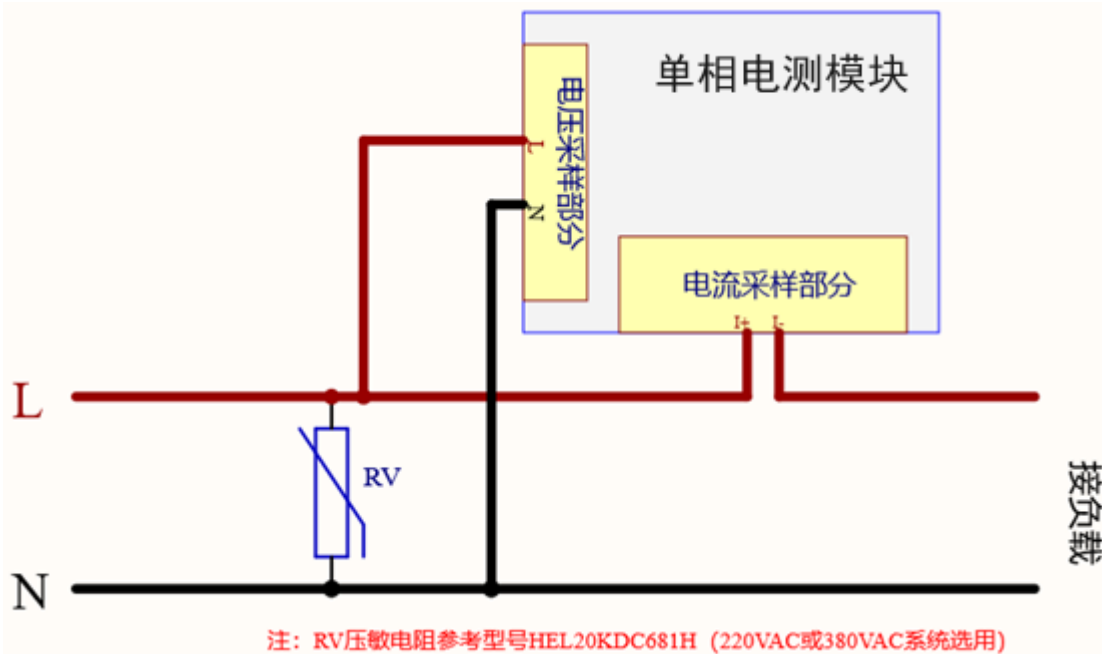 单相电测模块
电压采样部分
L
N
电流采样部分
I+ I-
L
RV
接负载
N
注：RV压敏电阻参考型号HEL20KDC681H（220VAC或380VAC系统选用）